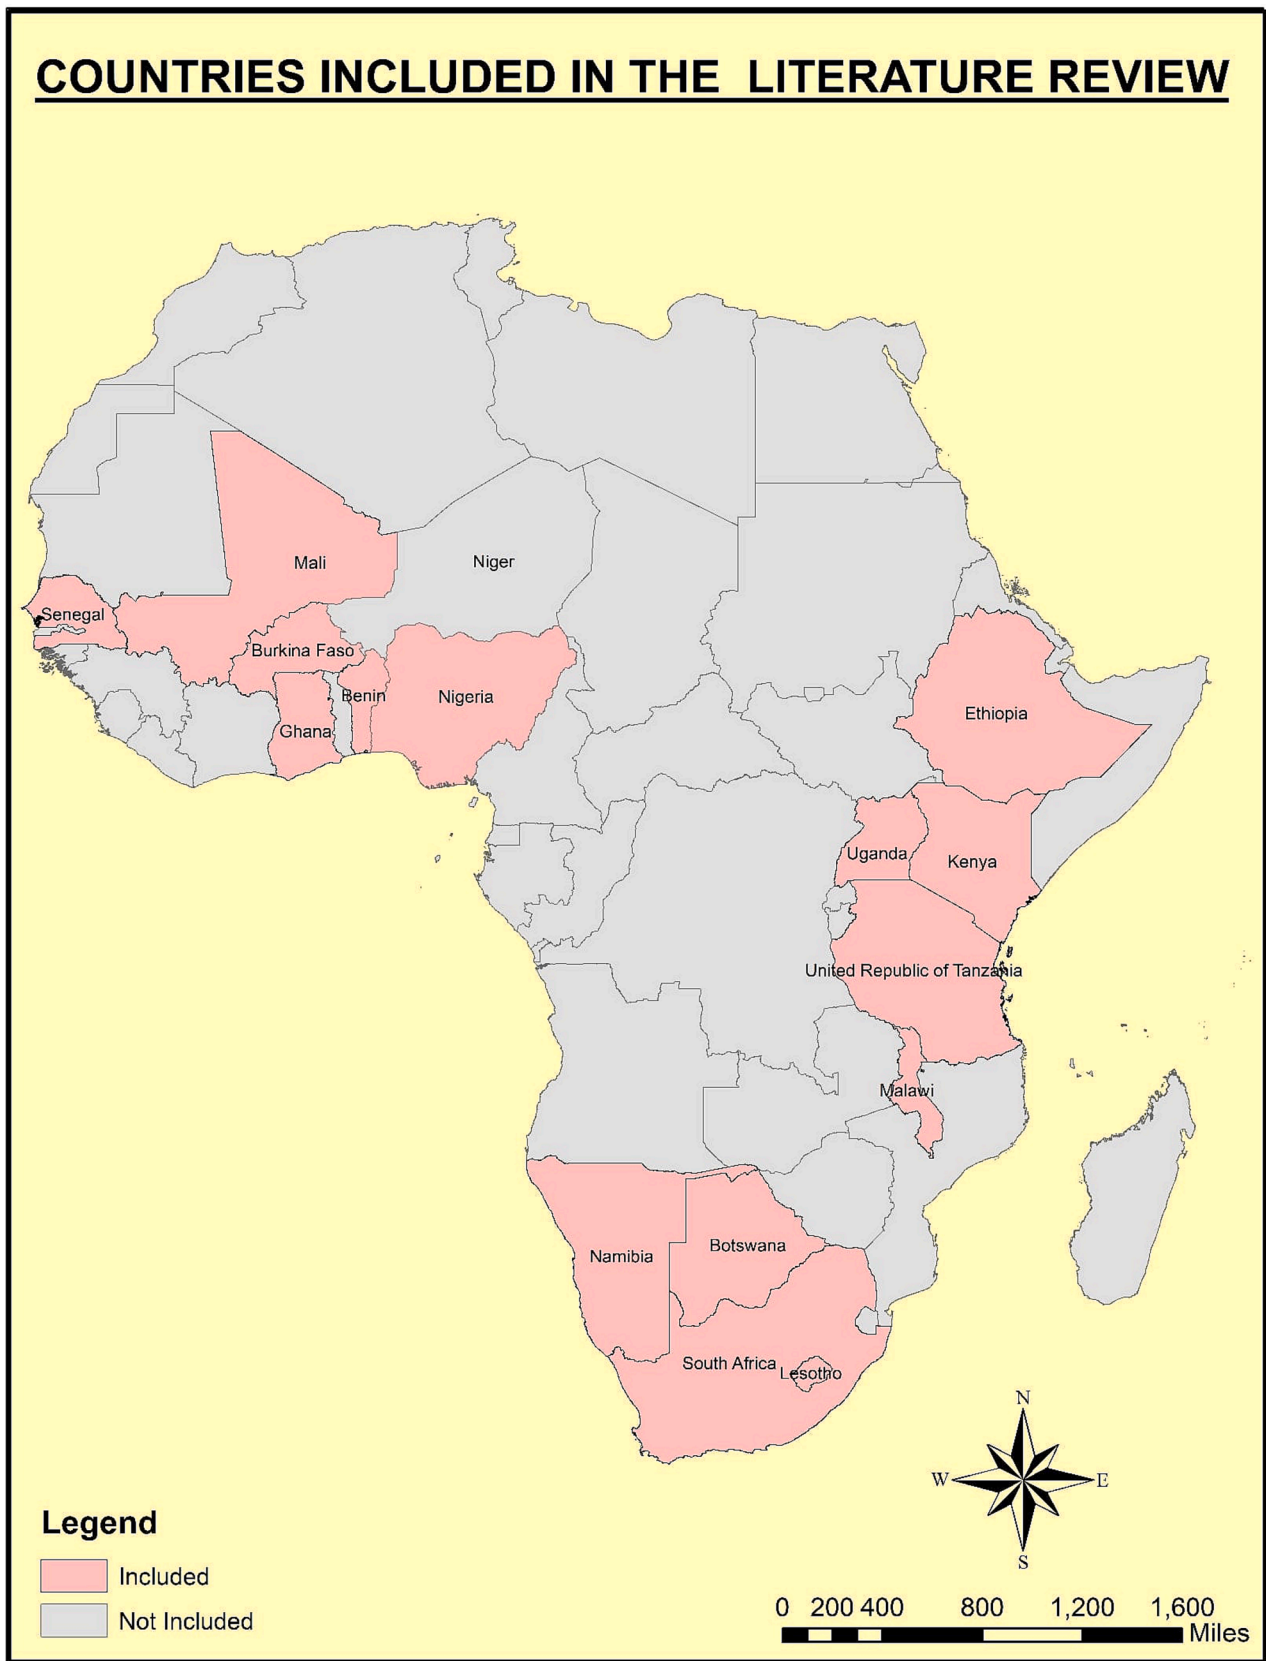 COUNTRIES INCLUDED IN THE LITERATURE REVIEW
Mali
Niger
Senegal
Burkina Faso
Benin
Nigeria
Ghana
Ethiopia
Uganda
Kenya
United Republic of Tanzania
Malawi
Namibia
Botswana
South Africa
Lesotho
N
W
E
S
Legend
Included
Not Included
0 200 400 800 1,200 1,600
Miles